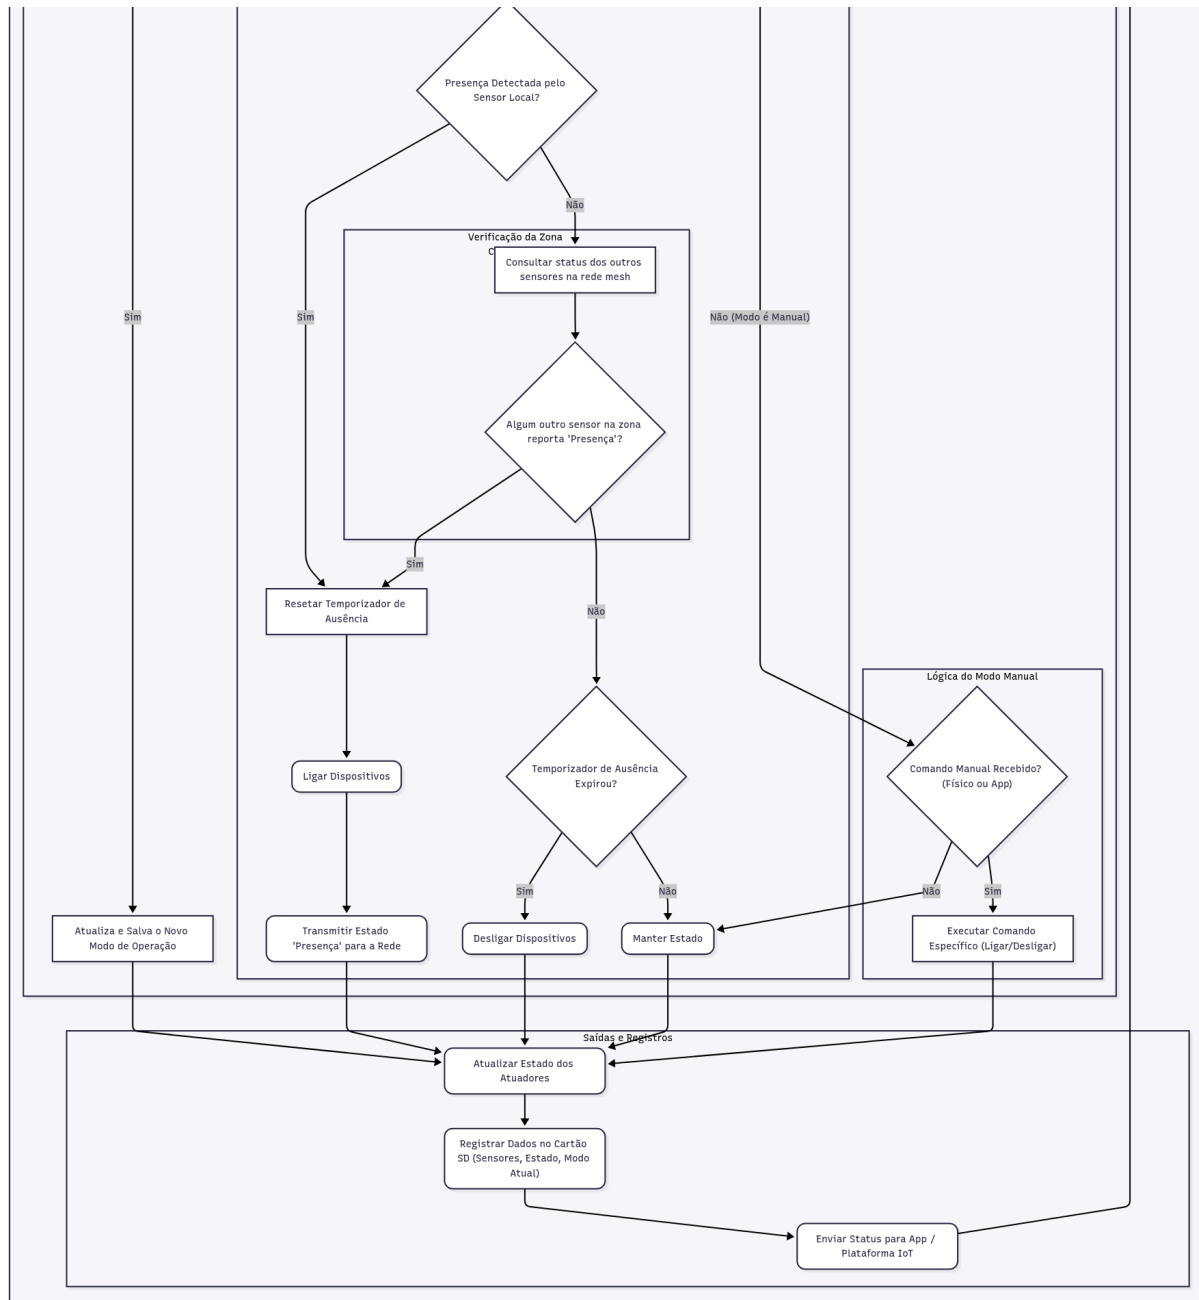 Presença Detectada pelo
Sensor Local?
Não
Verificação da Zona
C
Consultar status dos outros
sensores na rede mesh
Sim
Sim
Não (Modo é Manual)
Algum outro sensor na zona
reporta 'Presença'?
Sim
Resetar Temporizador de
Ausência
Não
Lógica do Modo Manual
Ligar Dispositivos
Temporizador de Ausência
Expirou?
Comando Manual Recebido?
(Físico ou App)
Sim
Não
Não
Sim
Atualiza e Salva o Novo
Modo de Operação
Transmitir Estado
'Presença' para a Rede
Desligar Dispositivos
Manter Estado
Executar Comando
Específico (Ligar/Desligar)
Saídas e Registros
Atualizar Estado dos
Atuadores
Registrar Dados no Cartão
SD (Sensores, Estado, Modo
Atual)
Enviar Status para App /
Plataforma IoT